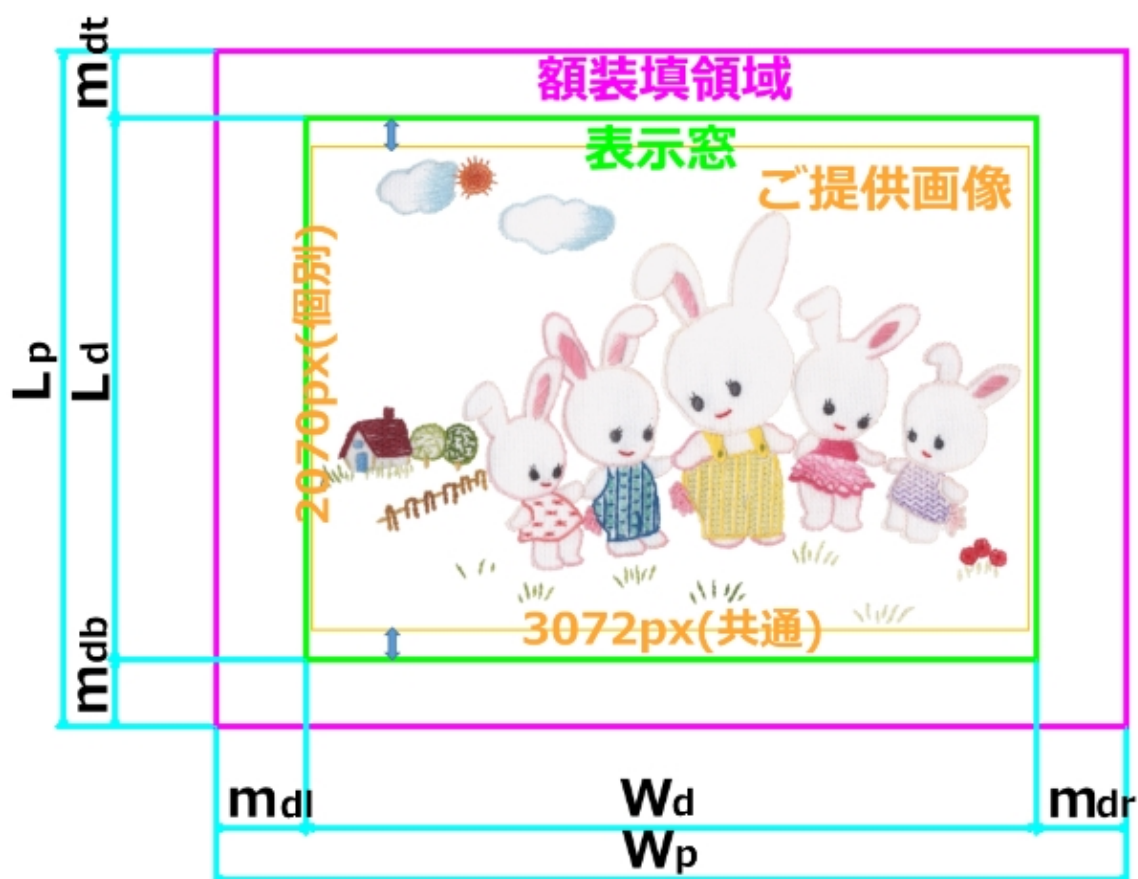 mdt
額装填領域
表示窓
ご提供画像
Lp
Ld
2070px(個別)
3072px(共通)
mdb
mdl
Wd
mdr
Wp